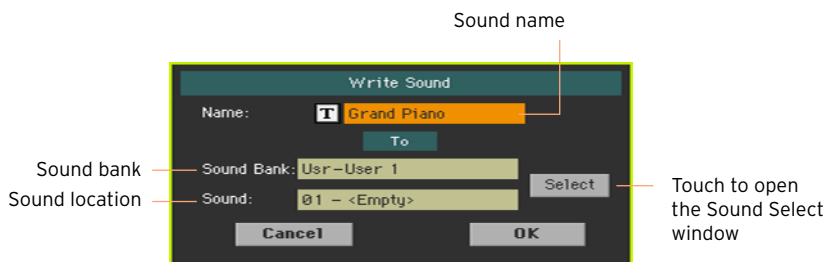 Sound name
Write Sound
Name: T Grand Piano
To
Sound bank
Sound Bank: Usr-User 1
Select
Sound location
Sound: 01 - <Empty>
Touch to open
the Sound Select
window
Cancel OK